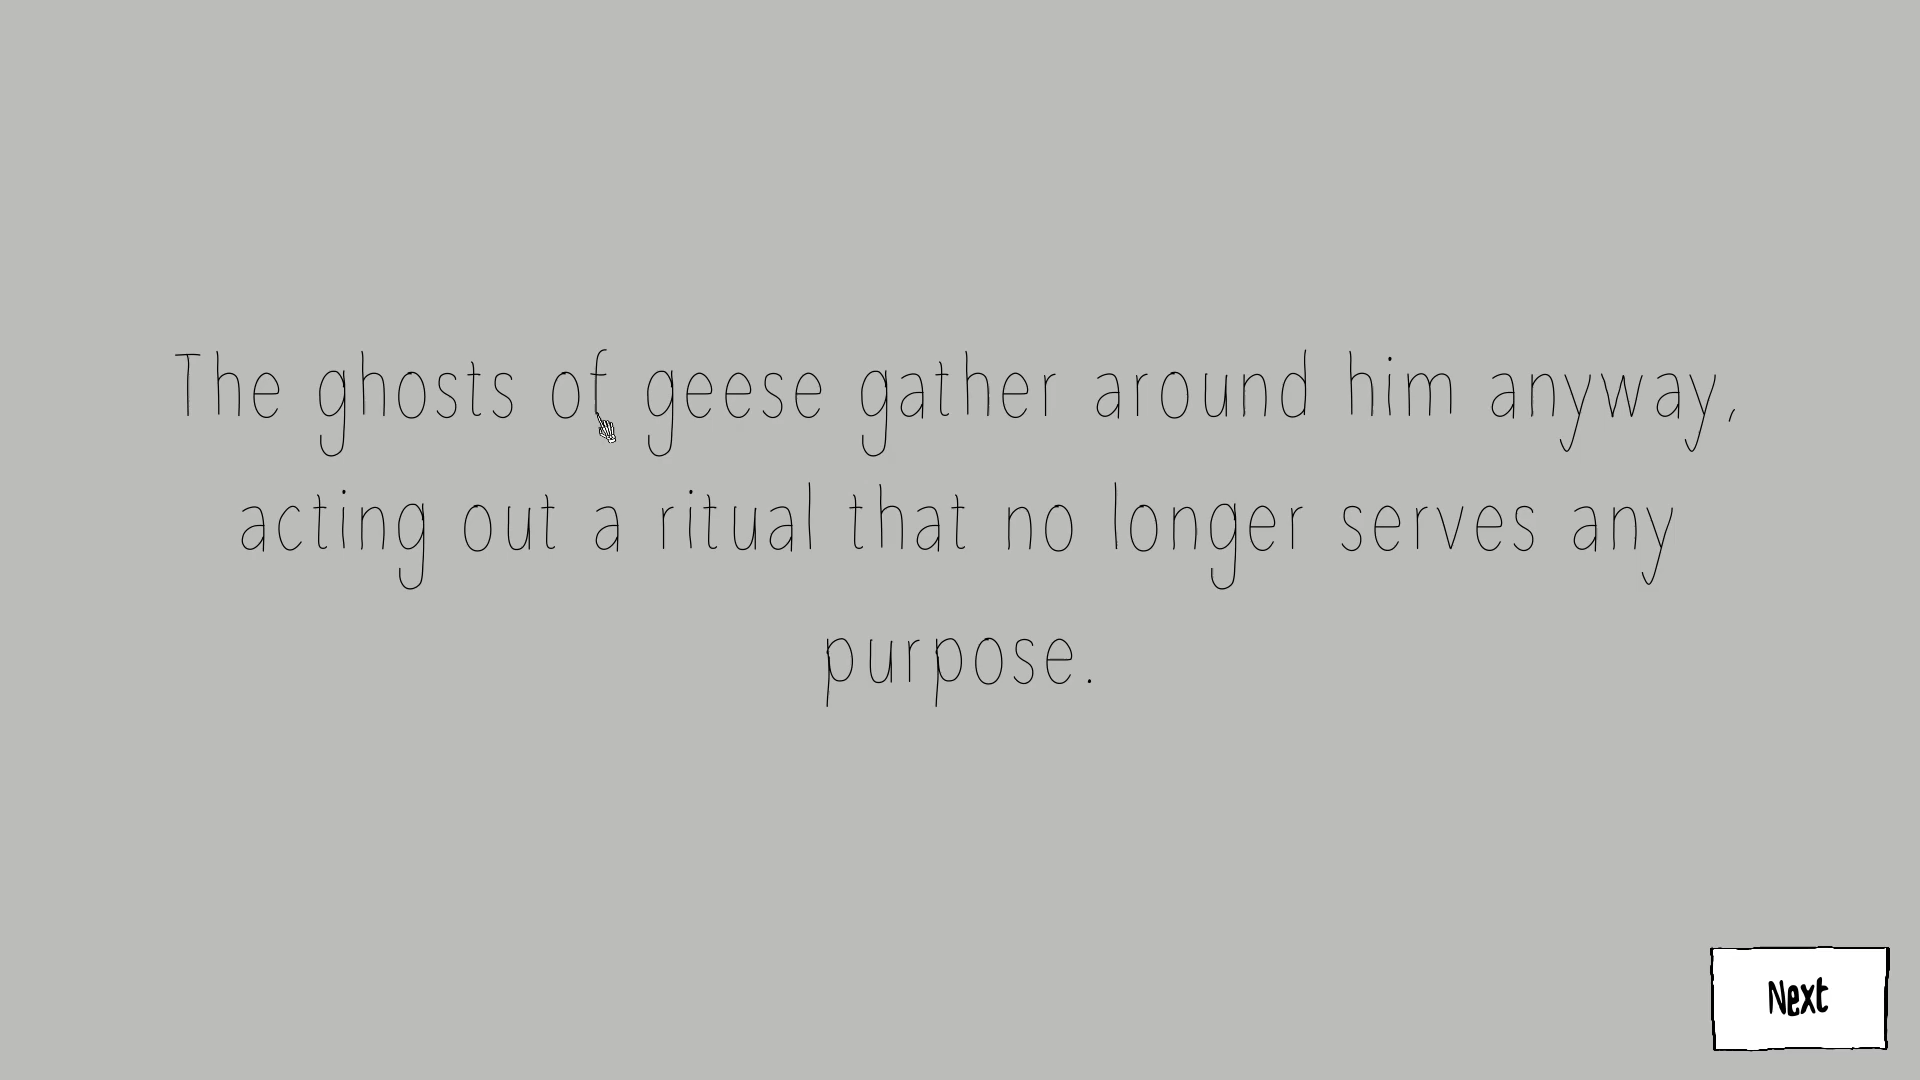 The ghosts of geese gather around him anyway,
acting out a ritual that no longer serves any
purpose.
Next